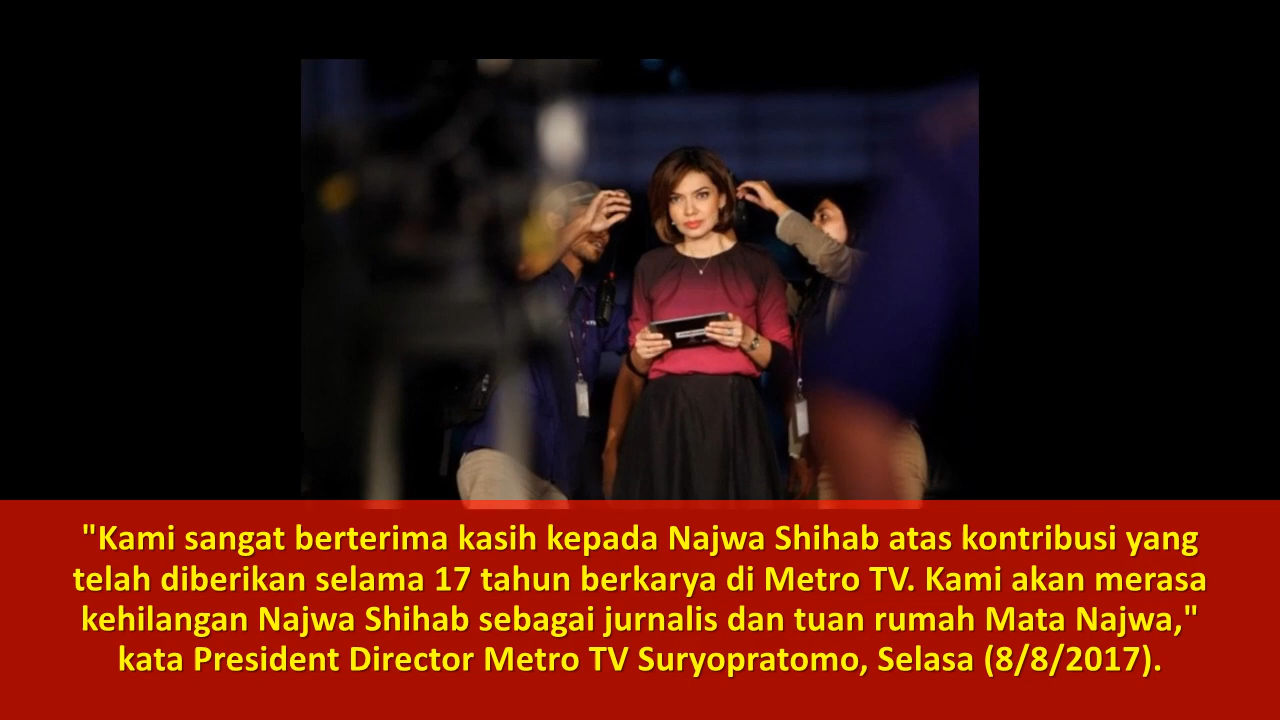 "Kami sangat berterima kasih kepada Najwa Shihab atas kontribusi yang
telah diberikan selama 17 tahun berkarya di Metro TV. Kami akan merasa
kehilangan Najwa Shihab sebagai jurnalis dan tuan rumah Mata Najwa,"
kata President Director Metro TV Suryopratomo, Selasa (8/8/2017).